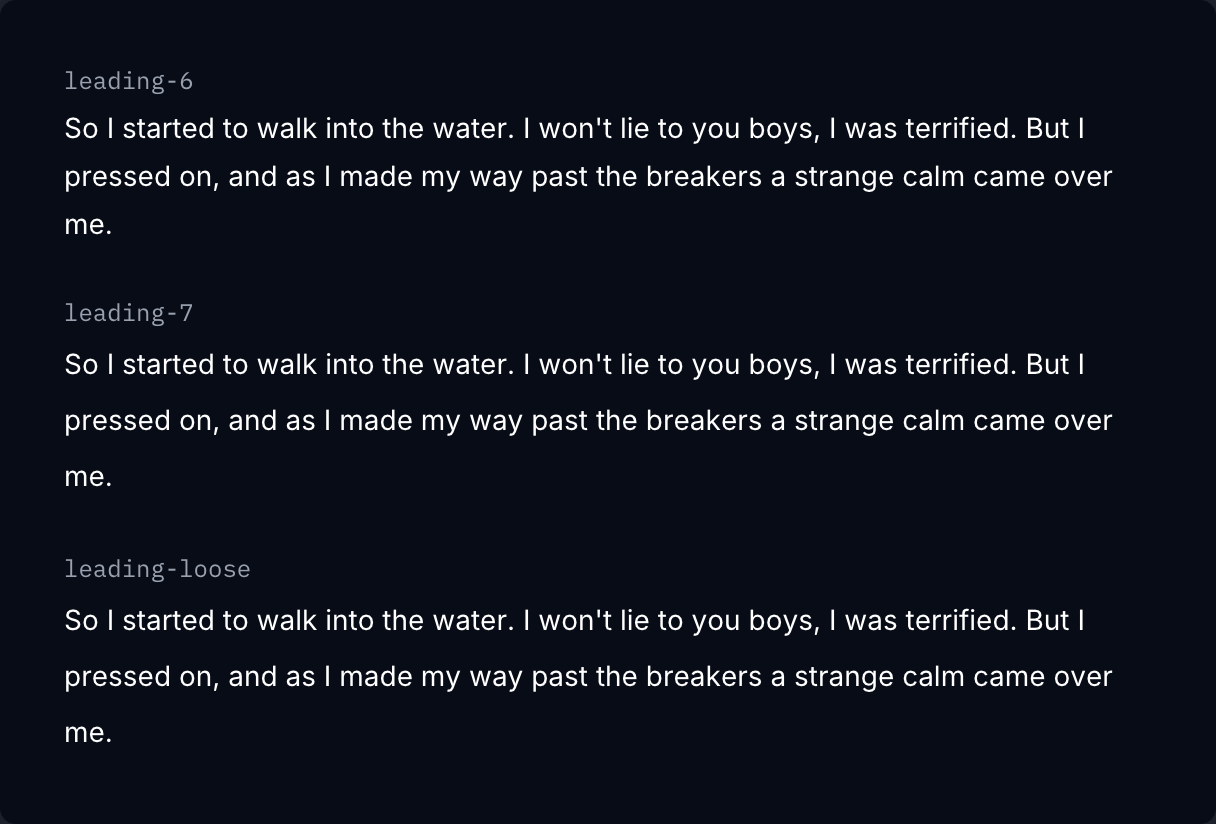 leading-6
So I started to walk into the water. I won't lie to you boys, I was terrified. But I
pressed on, and as I made my way past the breakers a strange calm came over
me.
leading-7
So I started to walk into the water. I won't lie to you boys, I was terrified. But I
pressed on, and as I made my way past the breakers a strange calm came over
me.
leading-loose
So I started to walk into the water. I won't lie to you boys, I was terrified. But I
pressed on, and as I made my way past the breakers a strange calm came over
me.